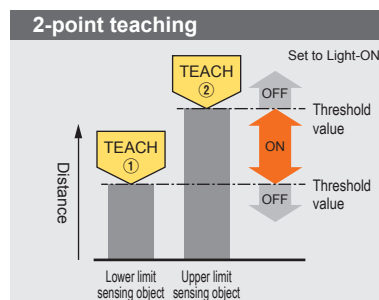 2-point teaching
Set to Light-ON
TEACH
②
OFF
Threshold
value
TEACH
①
ON
Threshold
value
OFF
Distance
Lower limit
sensing object
Upper limit
sensing object